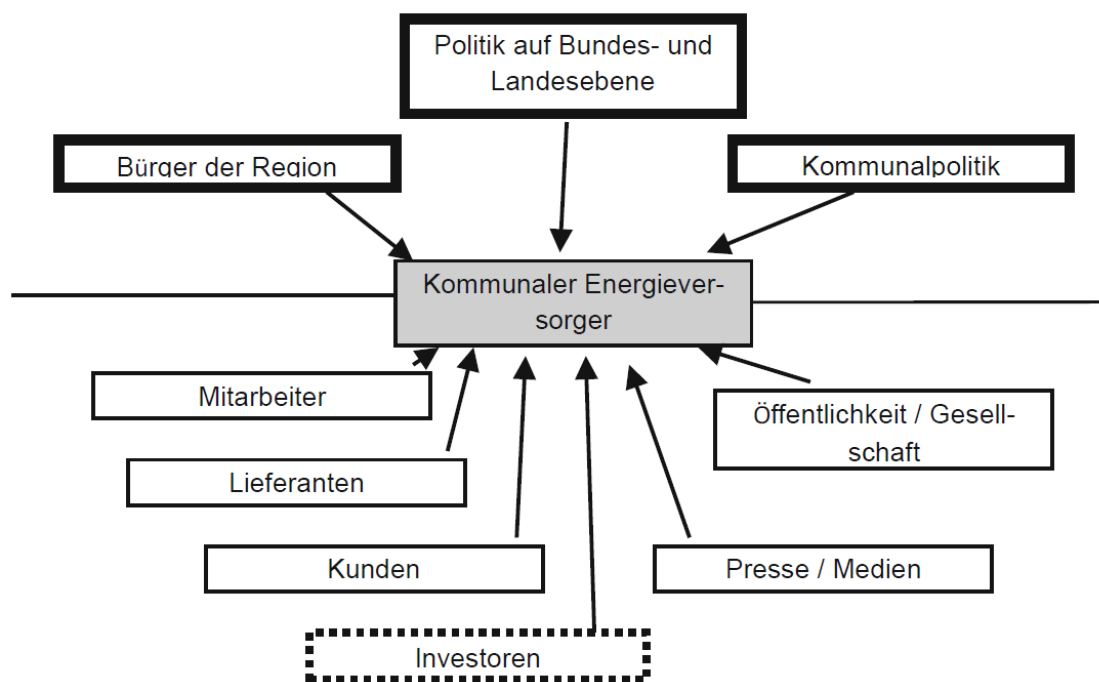 Politik auf Bundes- und
Landesebene
Bürger der Region
Kommunalpolitik
Kommunaler Energiever-
sorger
Mitarbeiter
Öffentlichkeit / Gesell-
schaft
Lieferanten
Kunden
Presse / Medien
Investoren